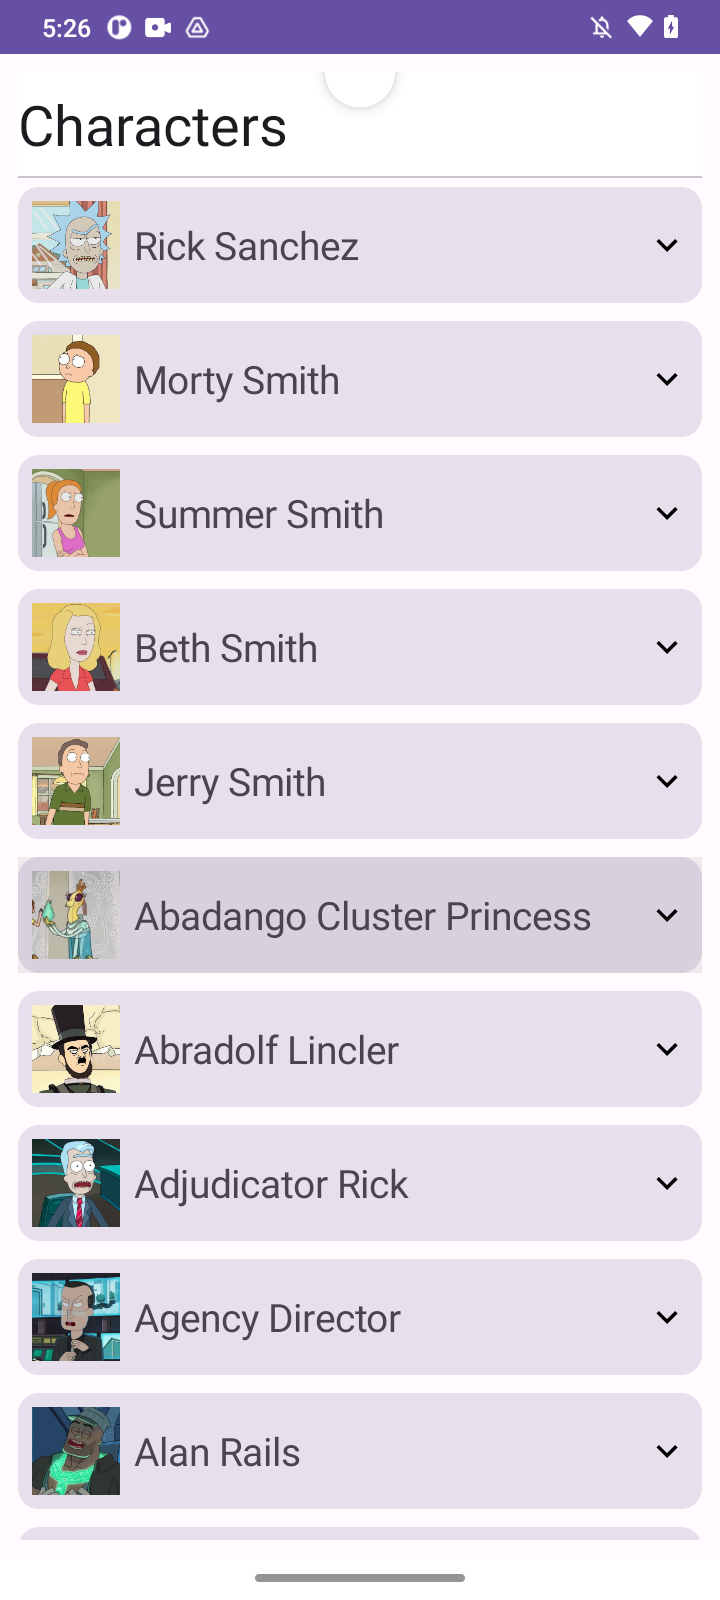 5:26
Characters
Rick Sanchez
Morty Smith
Summer Smith
Beth Smith
Jerry Smith
Abadango Cluster Princess
Abradolf Lincler
Adjudicator Rick
Agency Director
Alan Rails